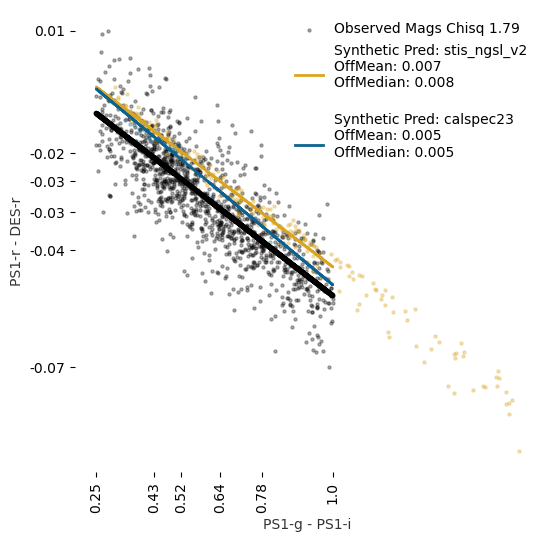 Observed Mags Chisq 1.79
Synthetic Pred: stis_ngsl_v2
OffMean: 0.007
OffMedian: 0.008
Synthetic Pred: calspec23
OffMean: 0.005
OffMedian: 0.005
PS1-r - DES-r
0.01
-0.02
-0.03
-0.03
-0.04
-0.07
0.25
0.43
0.52
0.64
0.78
1.0
PS1-g - PS1-i